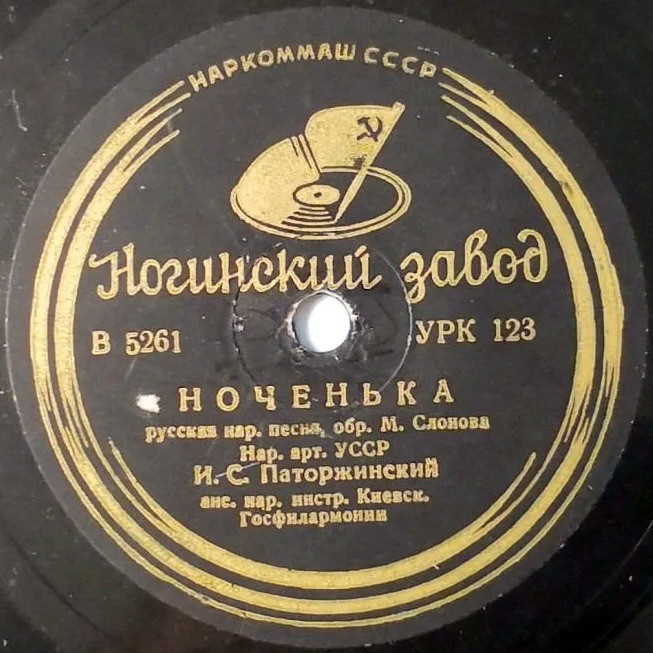 НАРКОММАШ СССР
Ногинский завод
В 5261 УРК 123
НОЧЕНЬКА
русская нар. песня, обр. М. Слонова
Нар. арт. УССР
И. С. Паторжинский
анс. нар. инстр. Киевск.
Госфилармонии